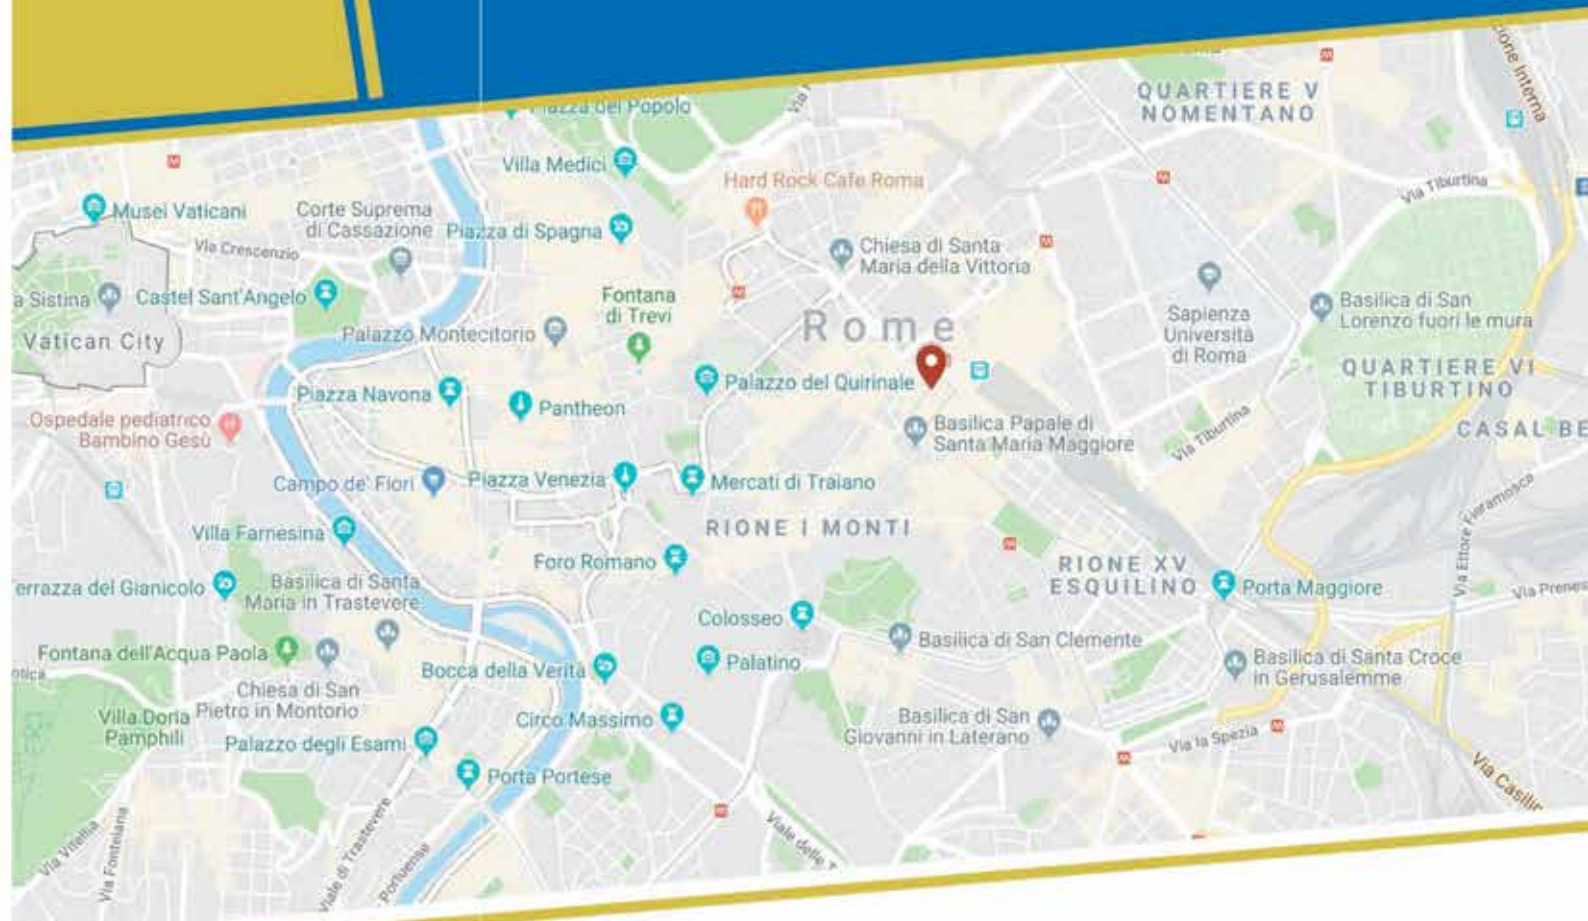 Piazza del Popolo
QUARTIERE V
NOMENTANO
Villa Medici
Hard Rock Cafe Roma
Via Tiburtina
Musei Vaticani
Corte Suprema
di Cassazione
Piazza di Spagna
Via Crescenzio
Chiesa di Santa
Maria della Vittoria
a Sistina
Castel Sant'Angelo
Fontana
di Trevi
Sapienza
Università
di Roma
Basilica di San
Lorenzo fuori le mura
Vatican City
Palazzo Montecitorio
Rome
QUARTIERE VI
TIBURTINO
Piazza Navona
Pantheon
Palazzo del Quirinale
Ospedale pediatrico
Bambino Gesù
Basilica Papale di
Santa Maria Maggiore
Via Tiburtina
CASAL BE
Campo de' Fiori
Piazza Venezia
Mercati di Traiano
Villa Farnesina
RIONE I MONTI
Via Ettore Fieramosca
Foro Romano
RIONE XV
ESQUILINO
errazza del Gianicolo
Basilica di Santa
Maria in Trastevere
Porta Maggiore
Via Prenes
Colosseo
Basilica di San Clemente
Fontana dell'Acqua Paola
Bocca della Verità
Palatino
Basilica di Santa Croce
in Gerusalemme
Chiesa di San
Pietro in Montorio
Villa Doria
Pamphili
Palazzo degli Esami
Circo Massimo
Basilica di San
Giovanni in Laterano
Via la Spezia
Porta Portese
Via Casilin
Via Vitellia
Via Fonteiana
Viale di Trastevere
Portuense
Viale delle T